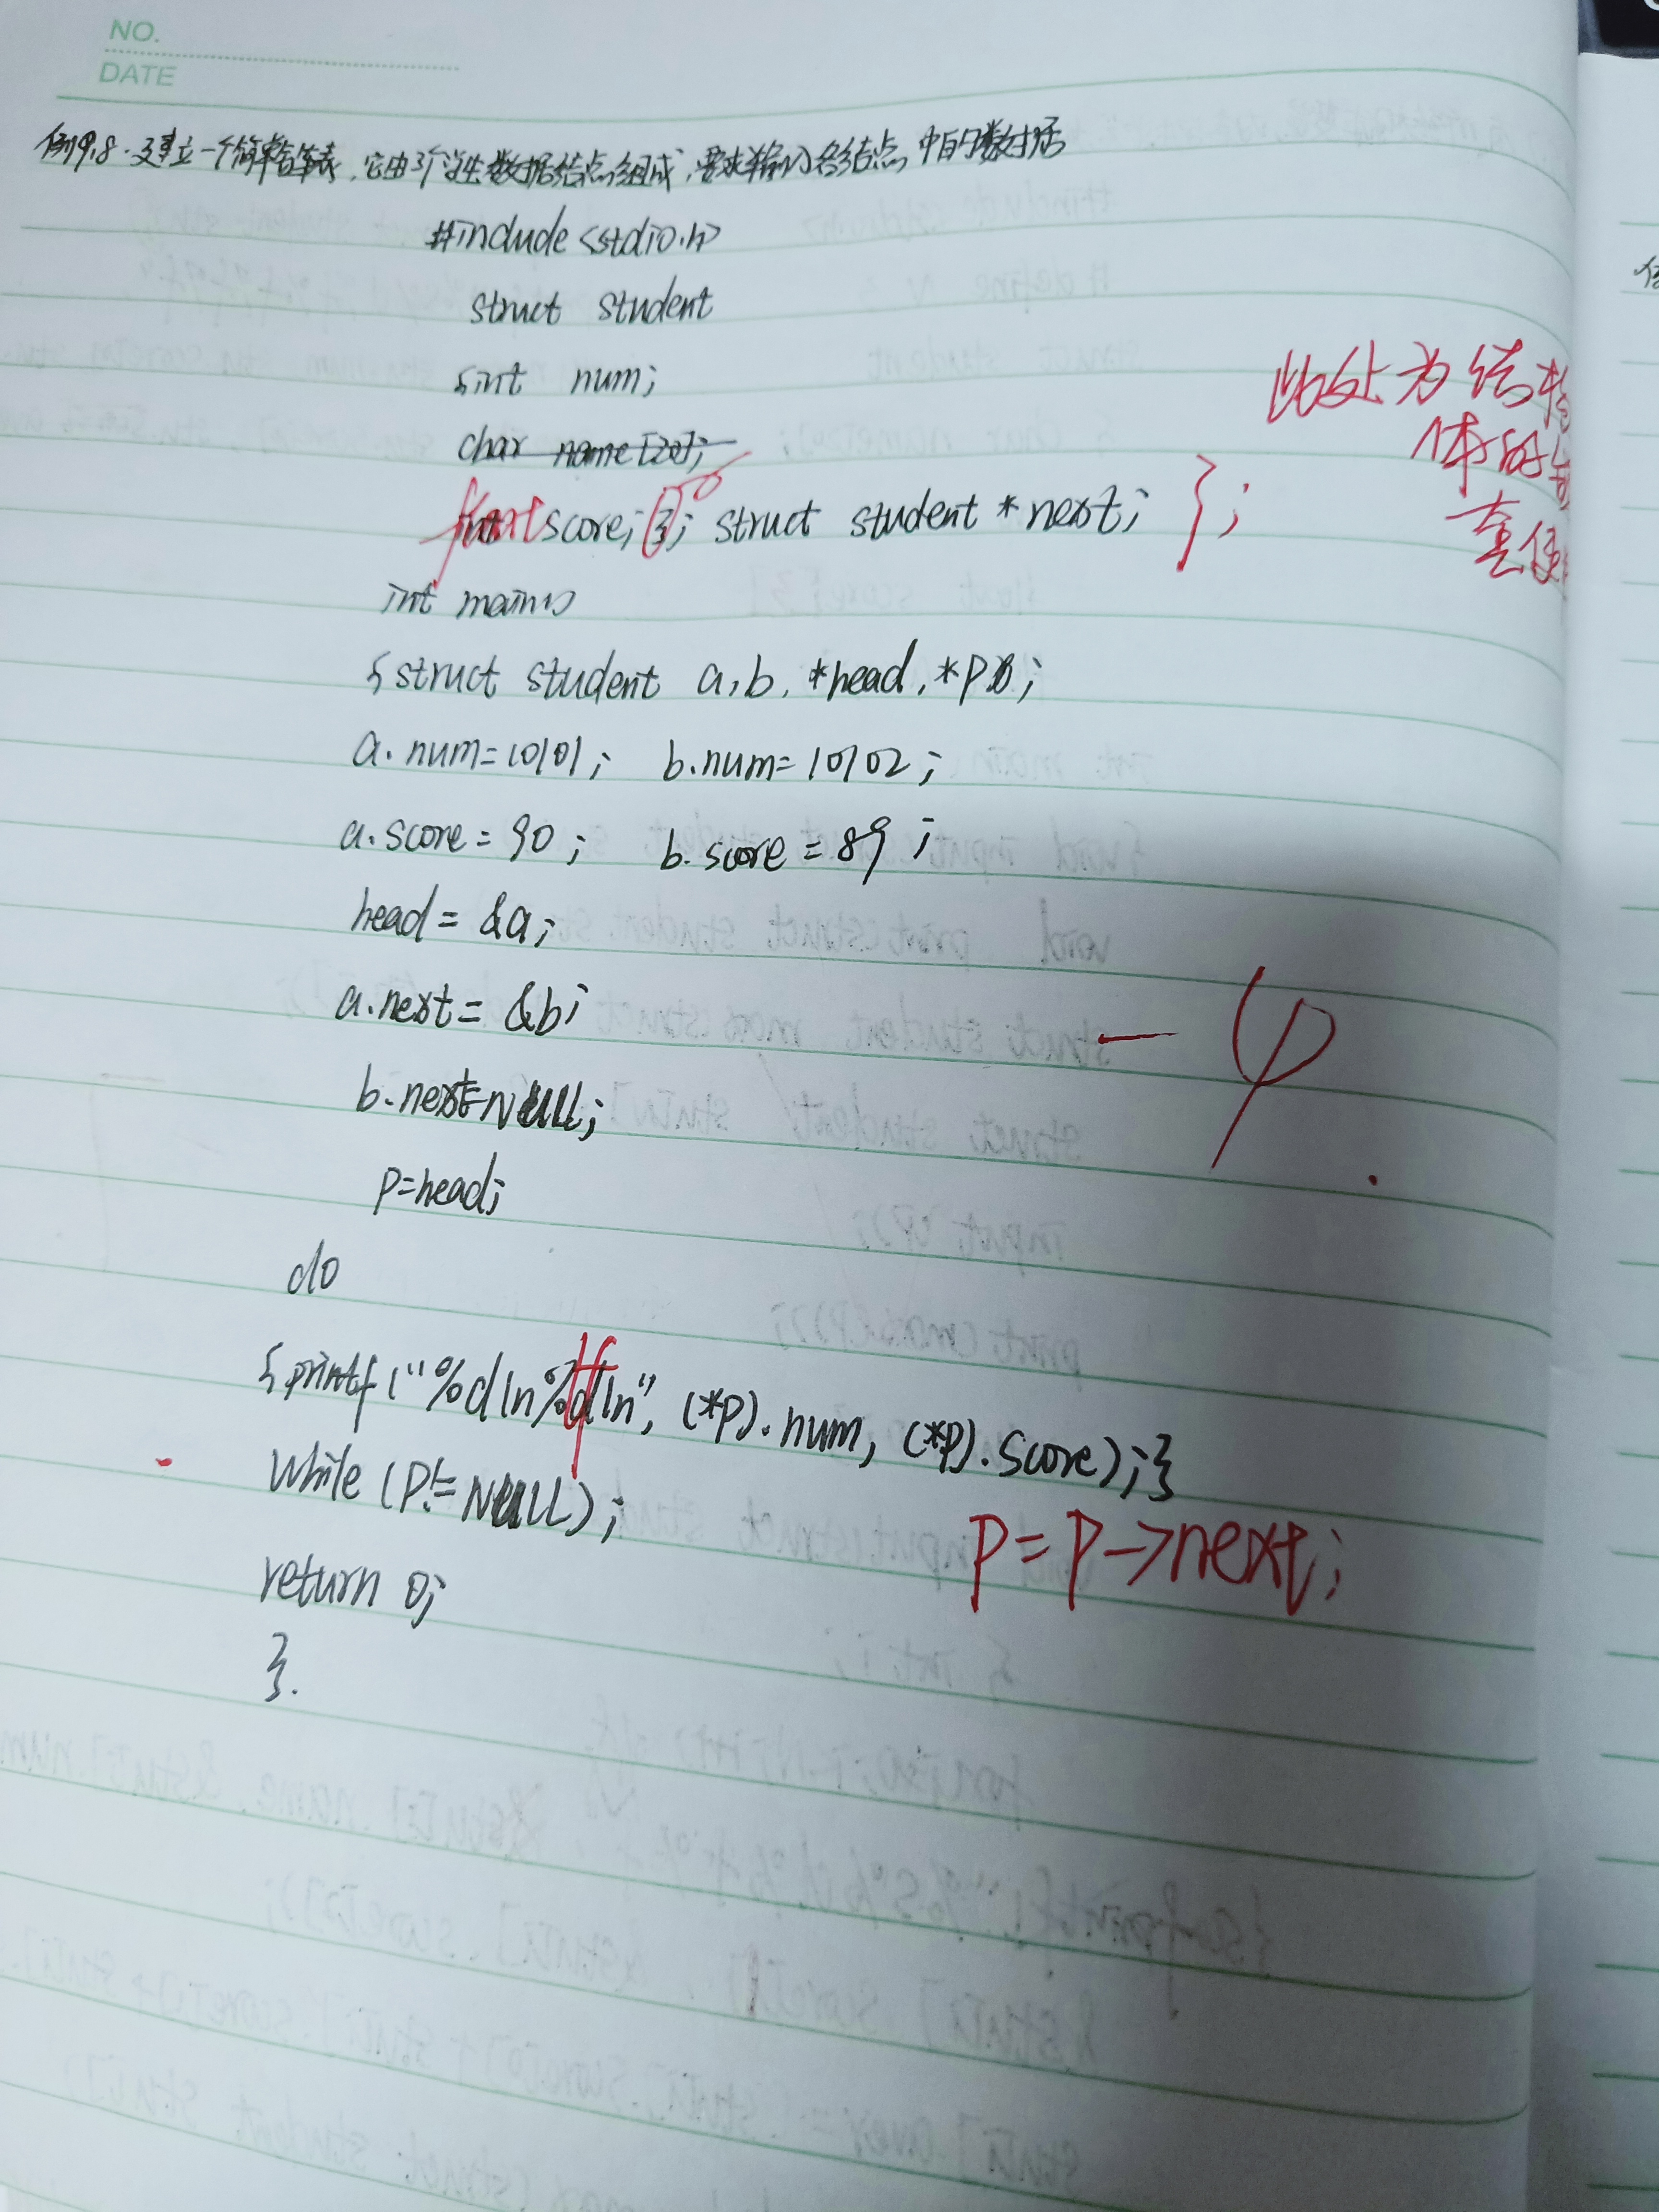 NO.
DATE
例9.8.建立一个简单链表,它由3个学生数据结点组成,要求输出各结点中的数据
#include <stdio.h>
struct student
{int num;
char name[20];
float score; }; struct student *next; };
此处为结构
体的
套使
int main()
{struct student a,b,*head,*p;
a.num=10101; b.num=10102;
a.score=90; b.score=89;
head=&a;
a.next=&b;
b.next=NULL;
p=head;
do
{printf("%d\n%f\n",(*p).num,(*p).score);}
while(p!=NULL); p=p->next;
return 0;
}.